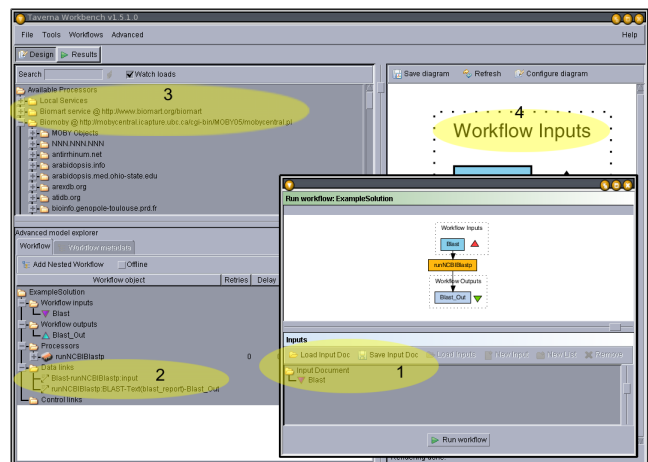 Taverna Workbench v1.5.1.0
File Tools Workflows Advanced Help
Design Results
Search Watch loads
Available Processors
3
Local Services
Biomart service @ http://www.biomart.org/biomart
Biomoby @ http://mobycentral.icapture.ubc.ca/cgi-bin/MOBY05/mobycentral.pl
MOBY Objects
NNN.NNN.NNN
antirrhinum.net
arabidopsis.info
arabidopsis.med.ohio-state.edu
arexdb.org
atidb.org
bioinfo.genopole-toulouse.prd.fr
Save diagram Refresh Configure diagram
4
Workflow Inputs
Advanced model explorer
Workflow Workflow metadata
Add Nested Workflow Offline
Workflow object Retries Delay
ExampleSolution
Workflow inputs
Blast
Workflow outputs
Blast_Out
Processors
runNCBIBlastp 0
Data links
Blast-runNCBIBlastp:input
2
runNCBIBlastp:BLAST-Text(blast_report)-Blast_Out
Control links
Run workflow: ExampleSolution
Workflow Inputs
Blast
runNCBIBlastp
Workflow Outputs
Blast_Out
Inputs
Load Input Doc Save Input Doc Load Inputs New Input New List Remove
1
Input Document
Blast
Run workflow
Rendering done.